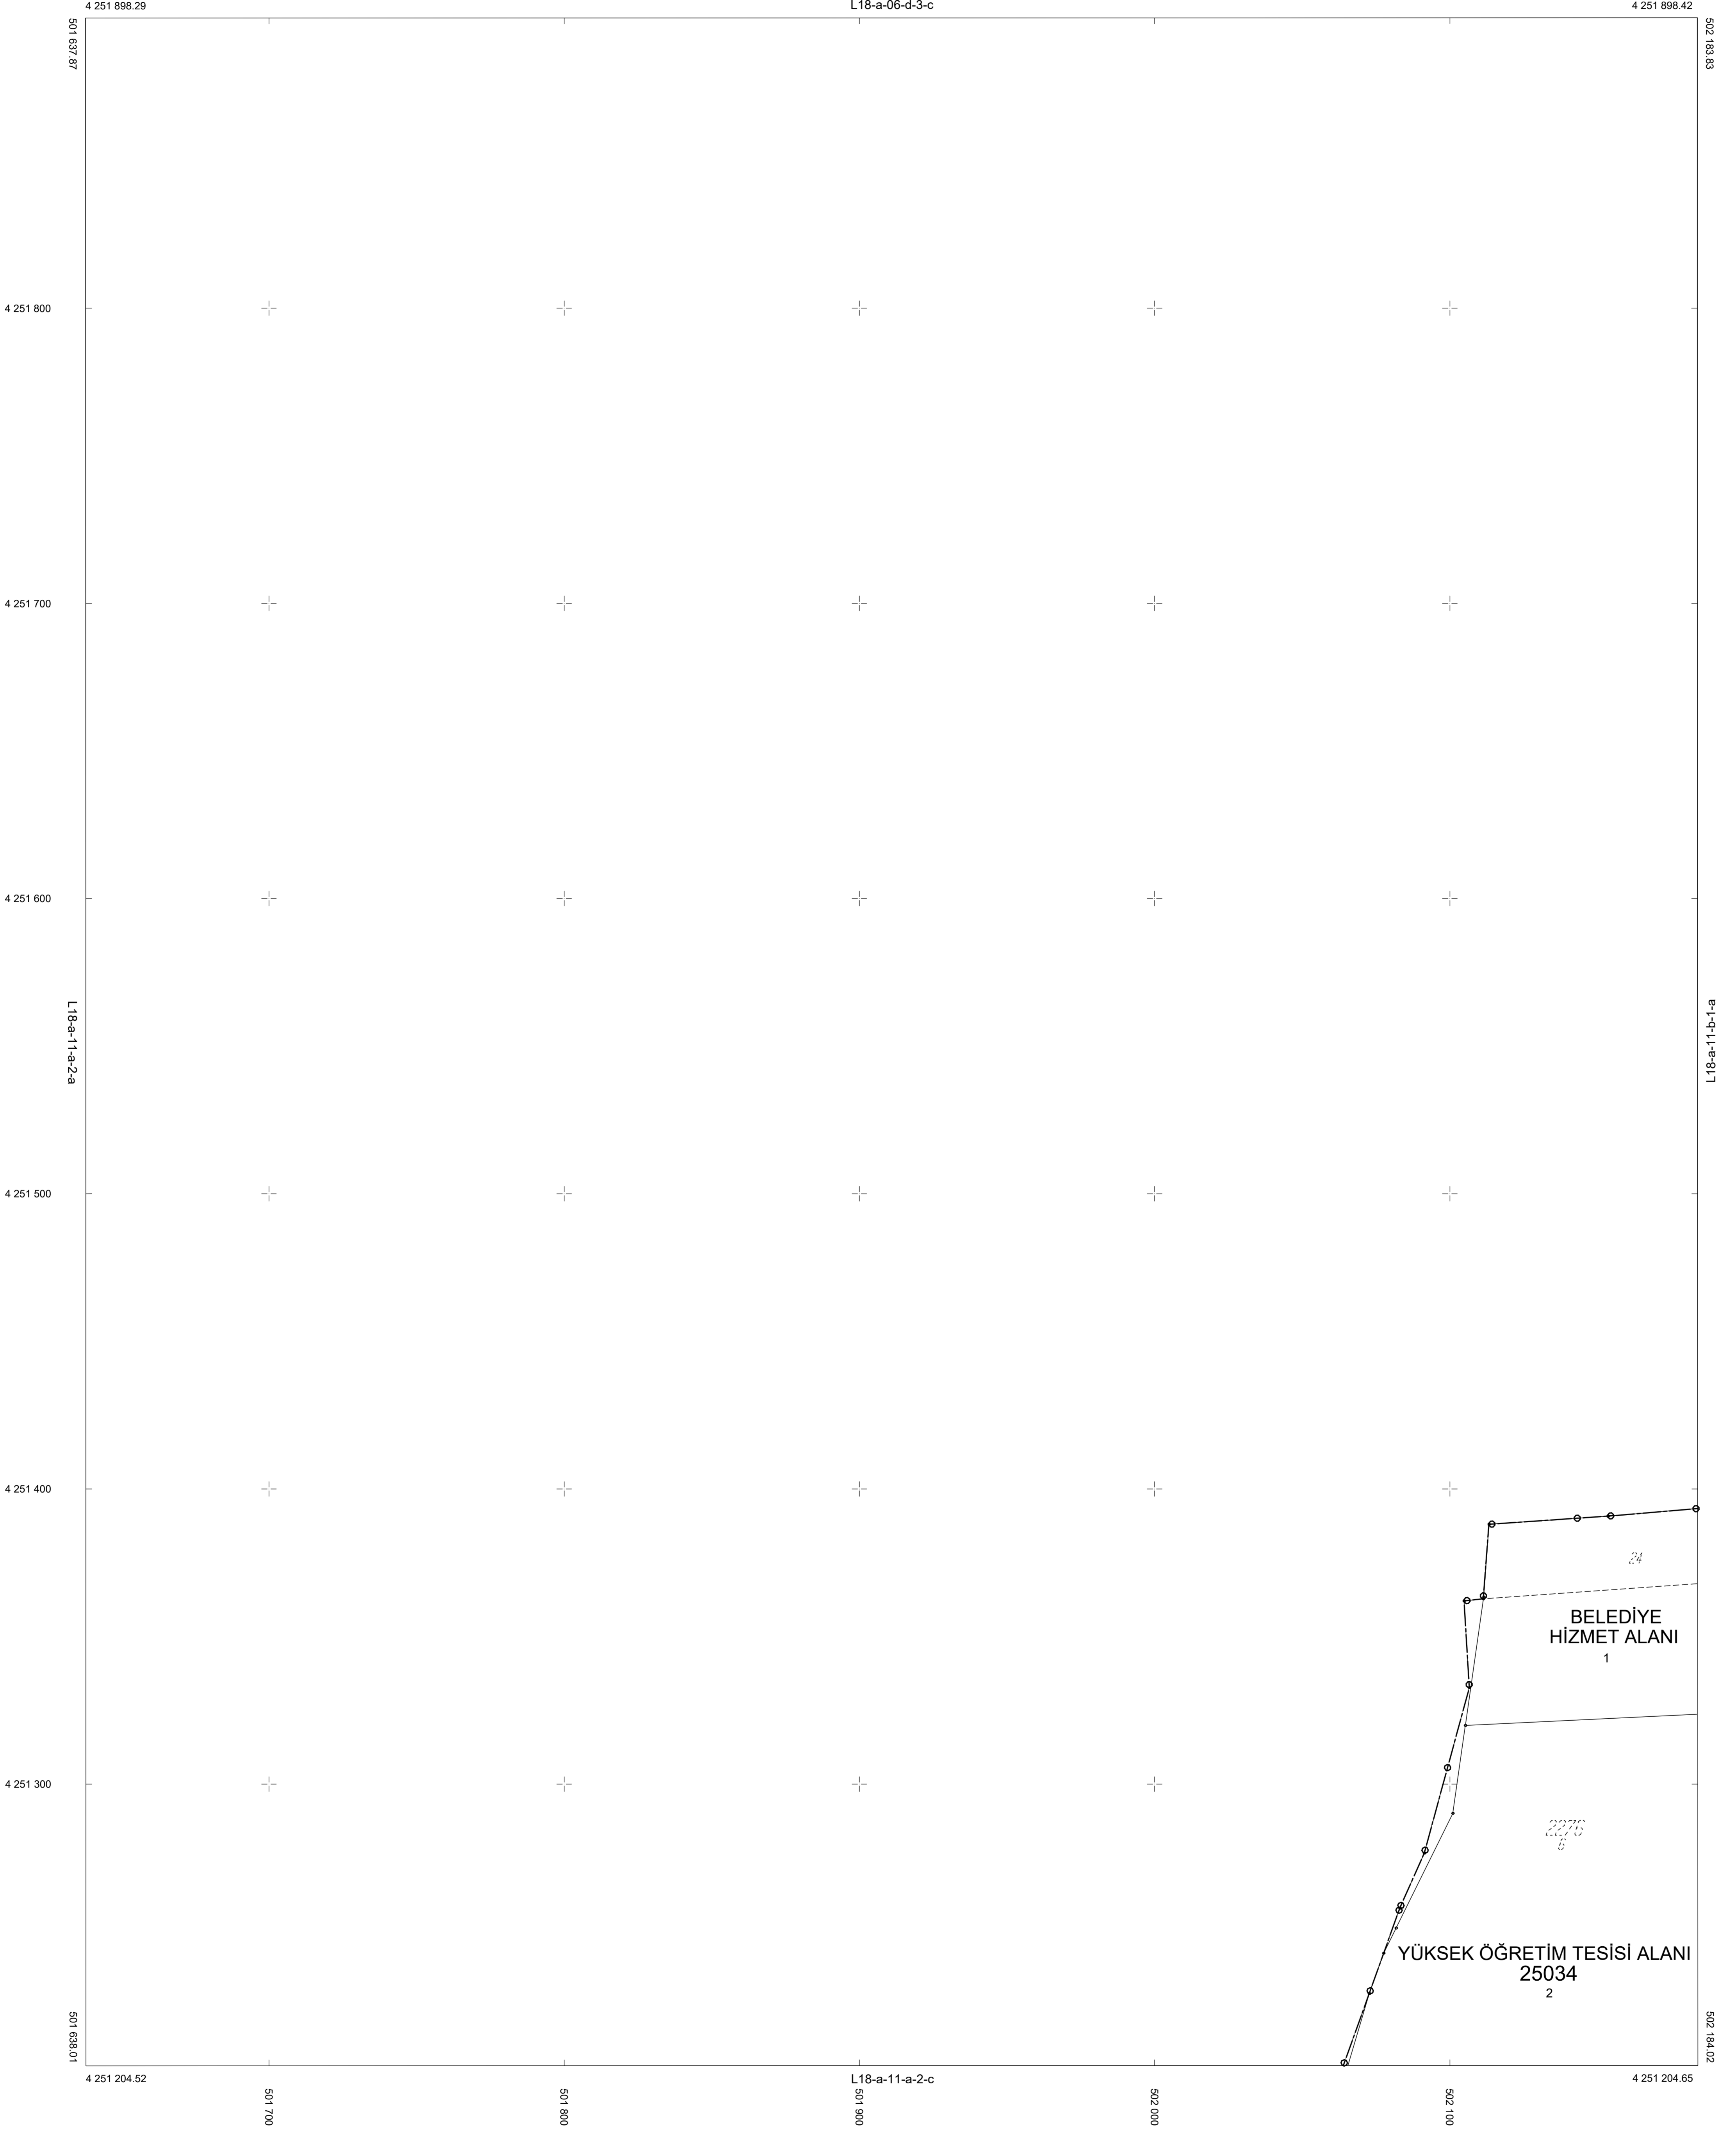 4 251 898.29
L18-a-06-d-3-c
4 251 898.42
501 637.87
502 183.83
4 251 800
4 251 700
4 251 600
4 251 500
L18-a-11-a-2-a
L18-a-11-b-1-a
4 251 400
24
BELEDİYE
HİZMET ALANI
1
4 251 300
2276
6
YÜKSEK ÖĞRETİM TESİSİ ALANI
25034
2
501 638.01
502 184.02
4 251 204.52
L18-a-11-a-2-c
4 251 204.65
501 700
501 800
501 900
502 000
502 100